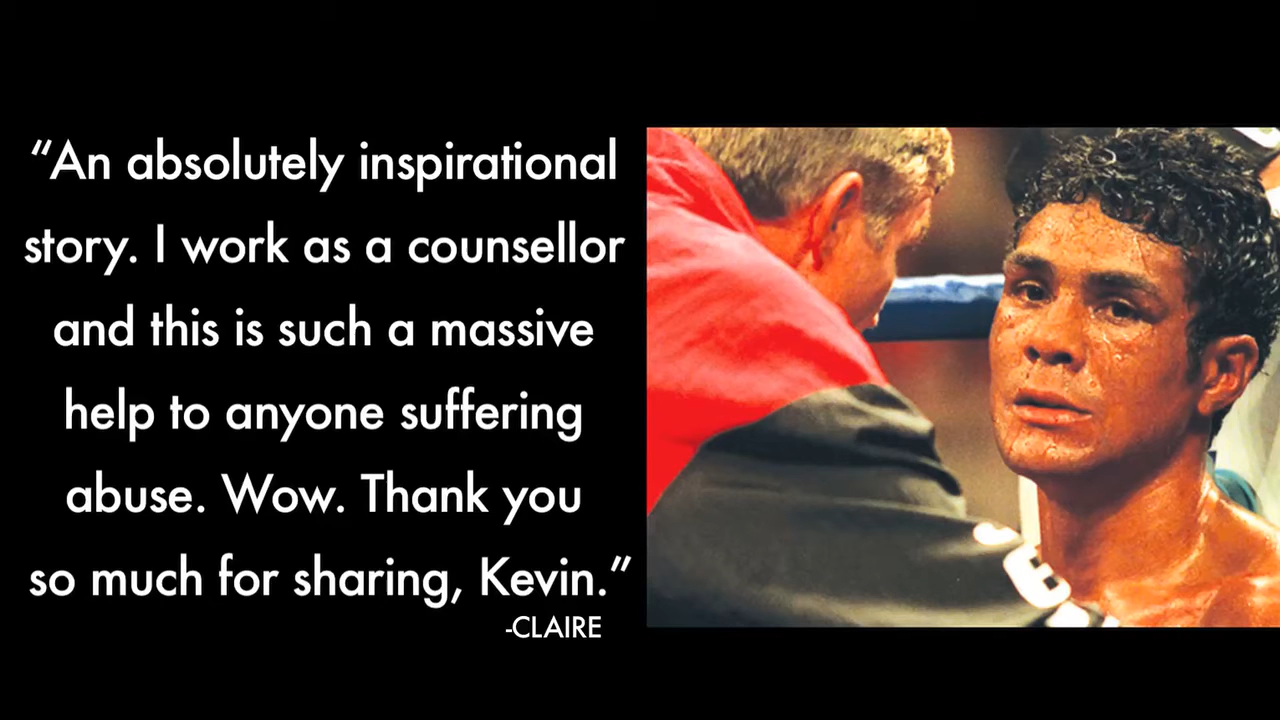 “An absolutely inspirational
story. I work as a counsellor
and this is such a massive
help to anyone suffering
abuse. Wow. Thank you
so much for sharing, Kevin.”
-CLAIRE